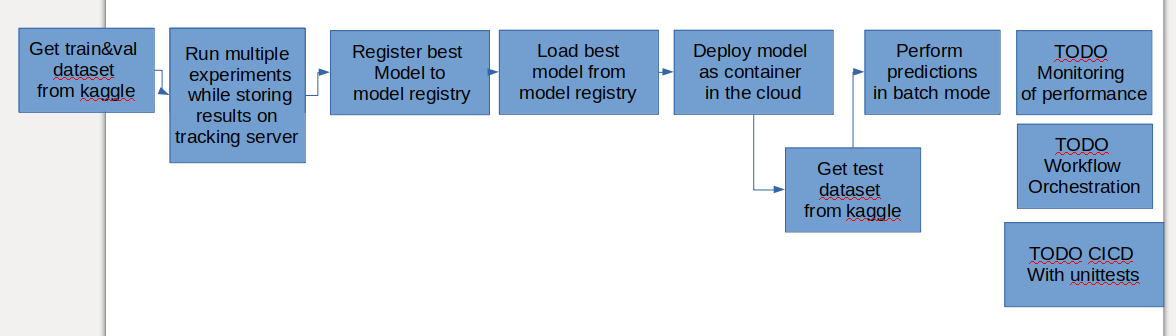 Get train&val
dataset
from kaggle
Run multiple
experiments
while storing
results on
tracking server
Register best
Model to
model registry
Load best
model from
model registry
Deploy model
as container
in the cloud
Get test
dataset
from kaggle
Perform
predictions
in batch mode
TODO
Monitoring
of performance
TODO
Workflow
Orchestration
TODO CICD
With unittests